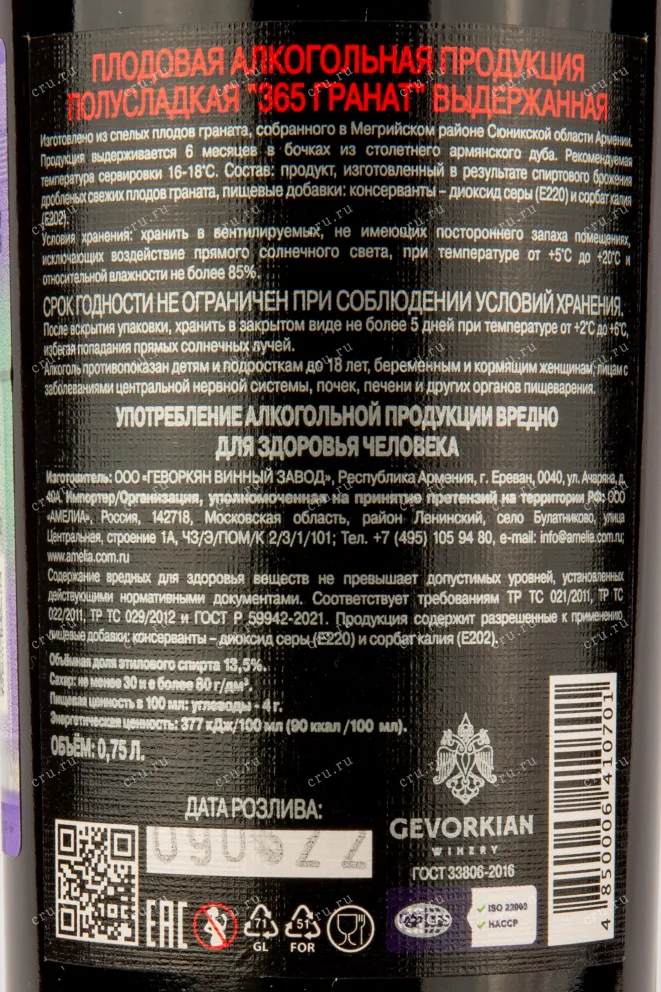 ПЛОДОВАЯ АЛКОГОЛЬНАЯ ПРОДУКЦИЯ
ПОЛУСЛАДКАЯ "365 ГРАНАТ" ВЫДЕРЖАННАЯ
Изготовлено из спелых плодов граната, собранного в Мегрийском районе Сюникской области Армении.
Продукция выдерживается 6 месяцев в бочках из столетнего армянского дуба. Рекомендуемая
температура сервировки 16-18°С. Состав: продукт, изготовленный в результате спиртового брожения
дробленых свежих плодов граната, пищевые добавки: консерванты – диоксид серы (Е220) и сорбат калия
(Е202).
Условия хранения: хранить в вентилируемых, не имеющих постороннего запаха помещениях,
исключающих воздействие прямого солнечного света, при температуре от +5°С до +20°С и
относительной влажности не более 85%.
СРОК ГОДНОСТИ НЕ ОГРАНИЧЕН ПРИ СОБЛЮДЕНИИ УСЛОВИЙ ХРАНЕНИЯ.
После вскрытия упаковки, хранить в закрытом виде не более 5 дней при температуре от +2°С до +6°С,
избегая попадания прямых солнечных лучей.
Алкоголь противопоказан детям и подросткам до 18 лет, беременным и кормящим женщинам, лицам с
заболеваниями центральной нервной системы, почек, печени и других органов пищеварения.
УПОТРЕБЛЕНИЕ АЛКОГОЛЬНОЙ ПРОДУКЦИИ ВРЕДНО
ДЛЯ ЗДОРОВЬЯ ЧЕЛОВЕКА
Изготовитель: ООО «ГЕВОРКЯН ВИННЫЙ ЗАВОД», Республика Армения, г. Ереван, 0040, ул. Ачаряна, д.
40А. Импортер/Организация, уполномоченная на принятие претензий на территории РФ: ООО
«АМЕЛИА», Россия, 142718, Московская область, район Ленинский, село Булатниково, улица
Центральная, строение 1А, ЧЗ/Э/ПОМ/К 2/3/1/101; Тел. +7 (495) 105 94 80, e-mail: info@amelia.com.ru;
www.amelia.com.ru
Содержание вредных для здоровья веществ не превышает допустимых уровней, установленных
действующими нормативными документами. Соответствует требованиям ТР ТС 021/2011, ТР ТС
022/2011, ТР ТС 029/2012 и ГОСТ Р 59942-2021. Продукция содержит разрешенные к применению
пищевые добавки: консерванты – диоксид серы (Е220) и сорбат калия (Е202).
Объёмная доля этилового спирта 13,5%.
Сахар: не менее 30 и не более 80 г/дм³.
Пищевая ценность в 100 мл: углеводы - 4 г.
Энергетическая ценность: 377 кДж/100 мл (90 ккал /100 мл).
ОБЪЁМ: 0,75 Л.
ДАТА РОЗЛИВА:
GEVORKIAN
WINERY
ГОСТ 33806-2016
EAC
71
GL
51
FOR
ISO 22000
HACCP
4 850006 410701
cru.ru